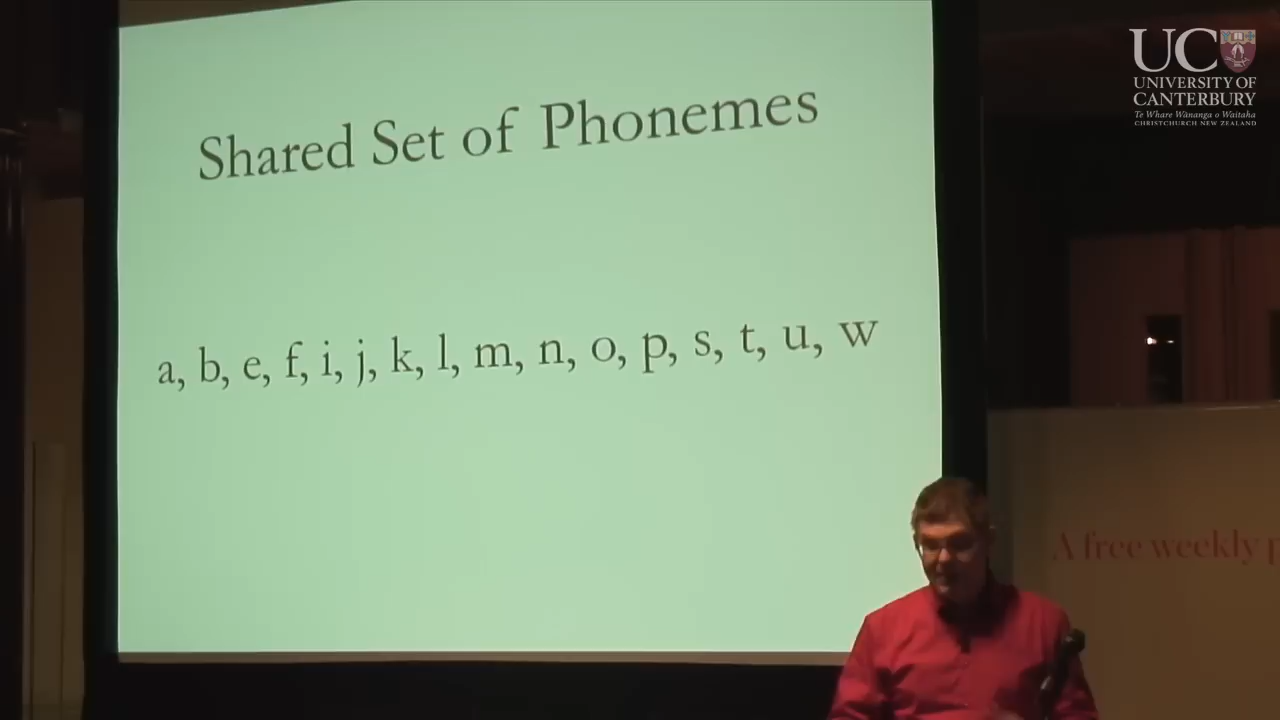 Shared Set of Phonemes
a, b, e, f, i, j, k, l, m, n, o, p, s, t, u, w
UC
UNIVERSITY OF
CANTERBURY
Te Whare Wānanga o Waitaha
CHRISTCHURCH NEW ZEALAND
A free weekly